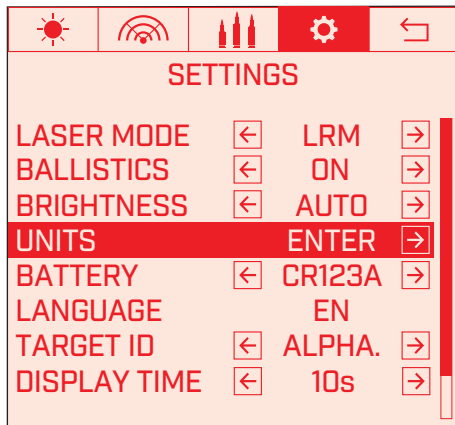 SETTINGS
LASER MODE ← LRM →
BALLISTICS ← ON →
BRIGHTNESS ← AUTO →
UNITS ENTER →
BATTERY ← CR123A →
LANGUAGE EN
TARGET ID ← ALPHA. →
DISPLAY TIME ← 10s →